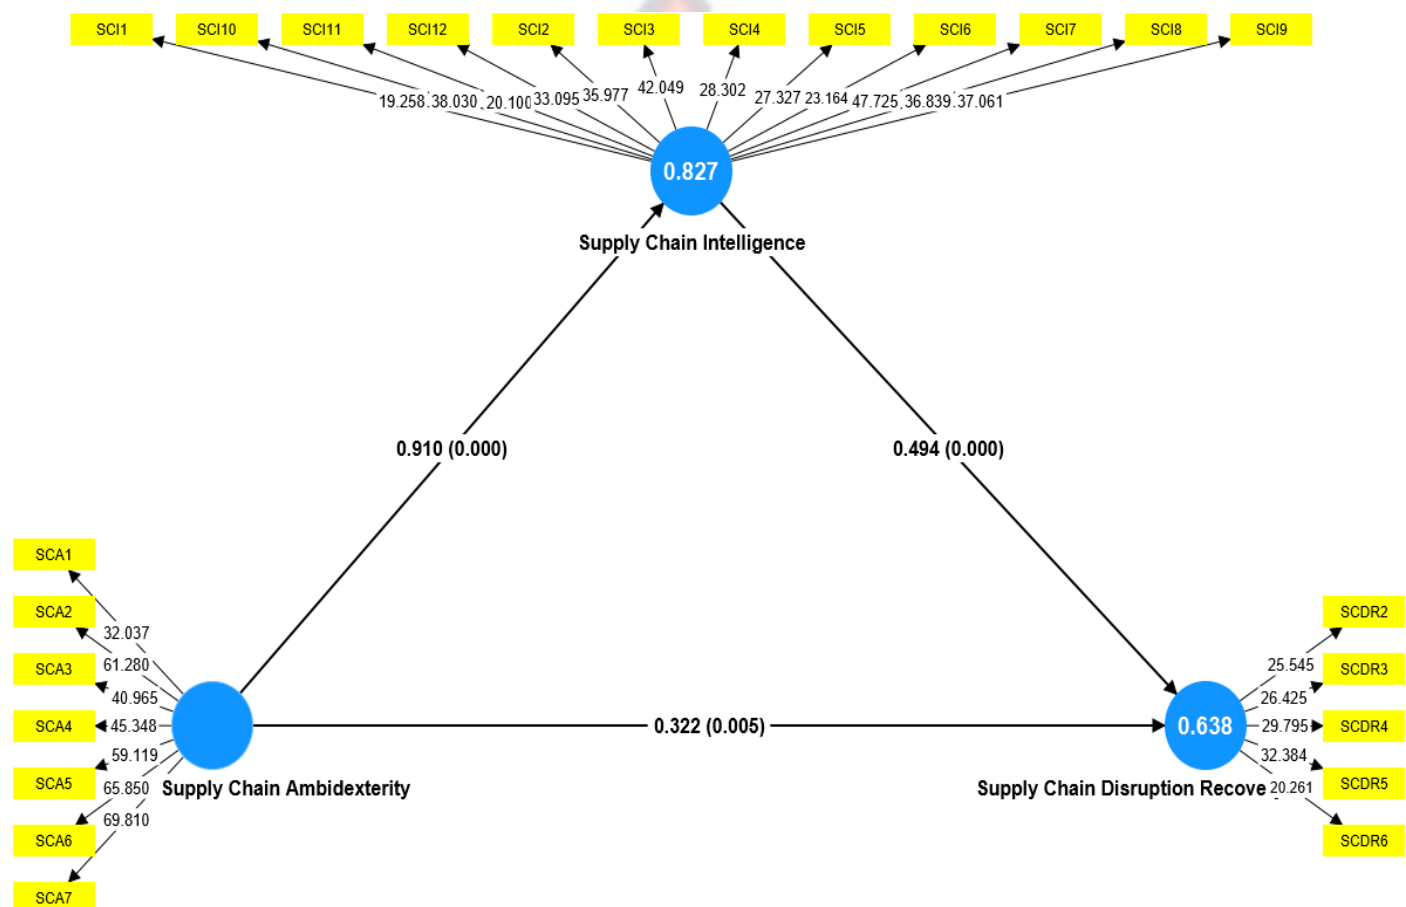 SCI1 SCI10 SCI11 SCI12 SCI2 SCI3 SCI4 SCI5 SCI6 SCI7 SCI8 SCI9
19.258 38.030 20.100 33.095 35.977 42.049 28.302 27.327 23.164 47.725 36.839 37.061
0.827
Supply Chain Intelligence
0.910 (0.000) 0.494 (0.000)
SCA1
SCA2
SCA3
SCA4
SCA5
SCA6
SCA7
32.037
61.280
40.965
45.348
59.119
65.850
69.810
Supply Chain Ambidexterity
0.322 (0.005)
0.638
Supply Chain Disruption Recove
25.545
26.425
29.795
32.384
20.261
SCDR2
SCDR3
SCDR4
SCDR5
SCDR6